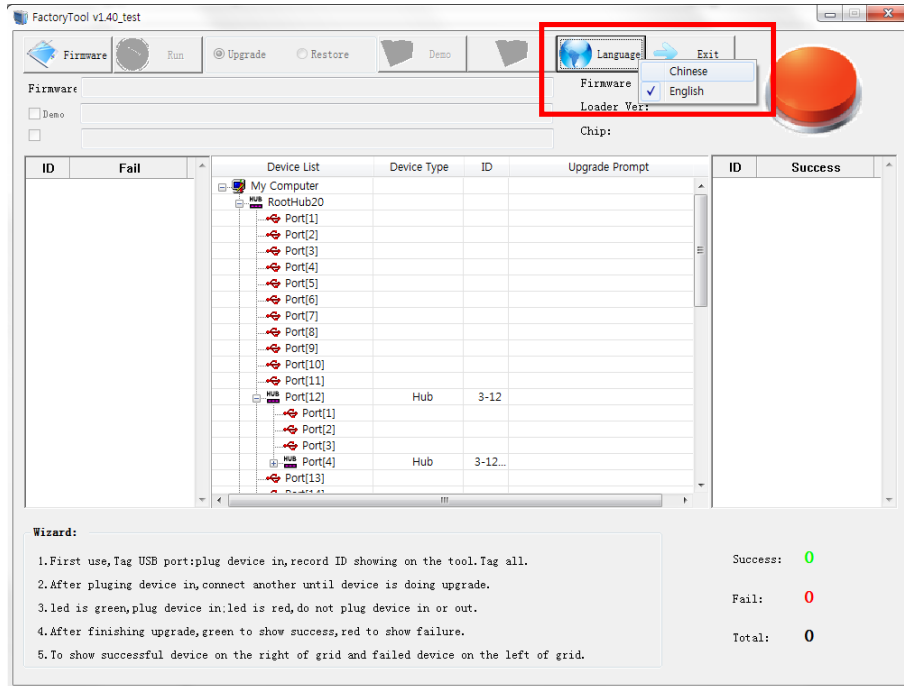 FactoryTool v1.40_test
Firmware Run Upgrade Restore Demo Language Exit
Chinese
English
Firmware
Firmware
Demo
Loader Ver:
Chip:
ID Fail
Device List Device Type ID Upgrade Prompt
ID Success
My Computer
HUB RootHub20
Port[1]
Port[2]
Port[3]
Port[4]
Port[5]
Port[6]
Port[7]
Port[8]
Port[9]
Port[10]
Port[11]
HUB Port[12] Hub 3-12
Port[1]
Port[2]
Port[3]
HUB Port[4] Hub 3-12...
Port[13]
Wizard:
1.First use,Tag USB port:plug device in,record ID showing on the tool.Tag all.
2.After pluging device in,connect another until device is doing upgrade.
3.led is green,plug device in;led is red,do not plug device in or out.
4.After finishing upgrade,green to show success,red to show failure.
5.To show successful device on the right of grid and failed device on the left of grid.
Success: 0
Fail: 0
Total: 0